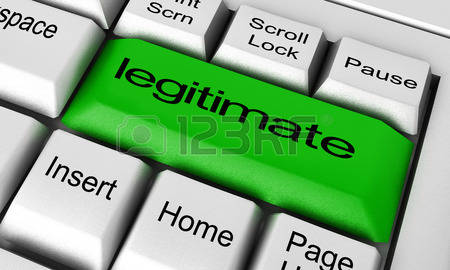 Scrn
Scroll
Lock
Pause
space
legitimate
123RF
Insert
Home
Page